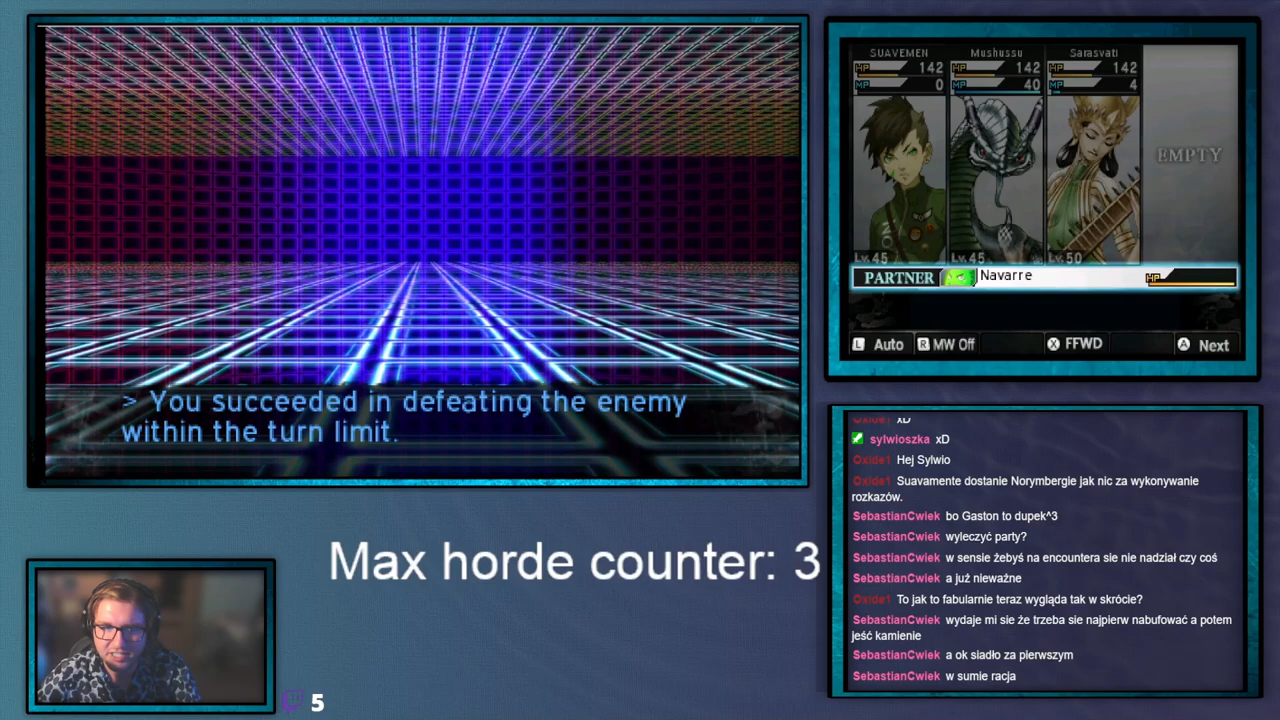 > You succeeded in defeating the enemy
within the turn limit.
SUAVEMEN
HP 142
MP 0
Lv.45
Mushussu
HP 142
MP 40
Lv.45
Sarasvati
HP 142
MP 4
Lv.50
EMPTY
PARTNER Navarre HP
L Auto R MW Off X FFWD A Next
Max horde counter: 3
Oxide1 xD
sylwioszka xD
Oxide1 Hej Sylwio
Oxide1 Suavamente dostanie Norymbergie jak nic za wykonywanie
rozkazów.
SebastianCwiek bo Gaston to dupek^3
SebastianCwiek wyleczyć party?
SebastianCwiek w sensie żebyś na encountera sie nie nadział czy coś
SebastianCwiek a już nieważne
Oxide1 To jak to fabularnie teraz wygląda tak w skrócie?
SebastianCwiek wydaje mi sie że trzeba sie najpierw nabufować a potem
jeść kamienie
SebastianCwiek a ok siadło za pierwszym
SebastianCwiek w sumie racja
5